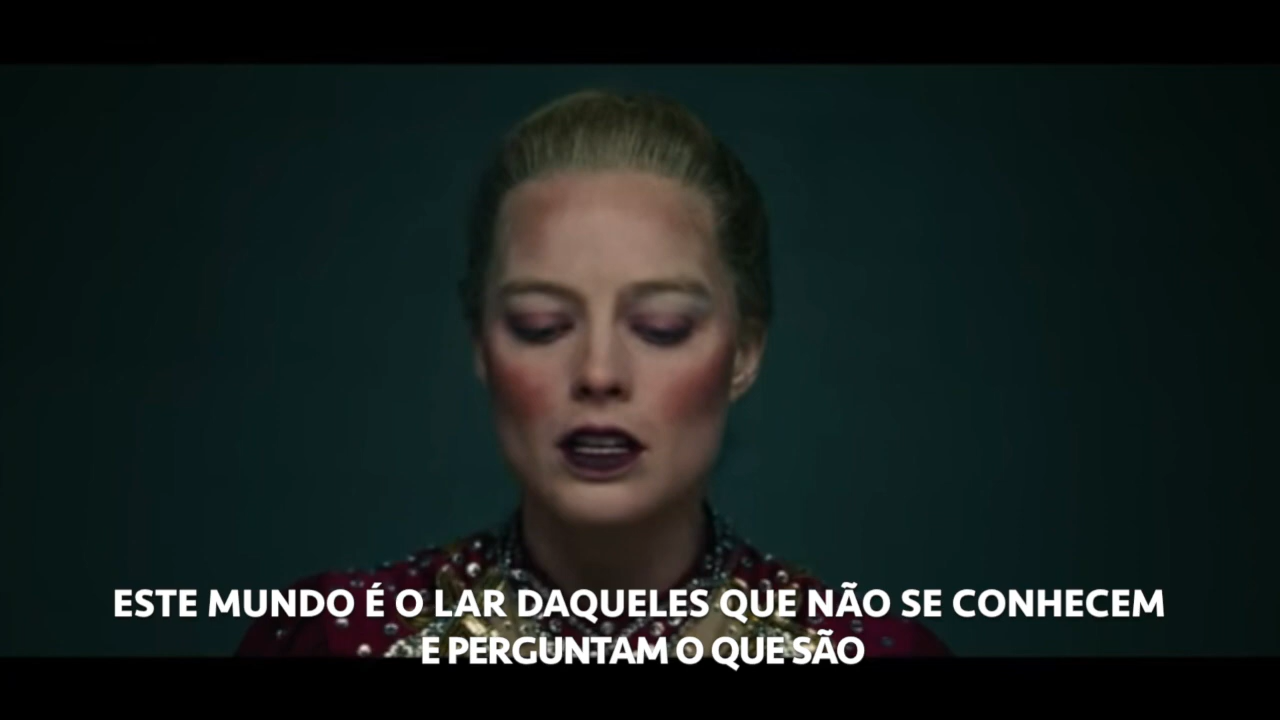 ESTE MUNDO É O LAR DAQUELES QUE NÃO SE CONHECEM
E PERGUNTAM O QUE SÃO